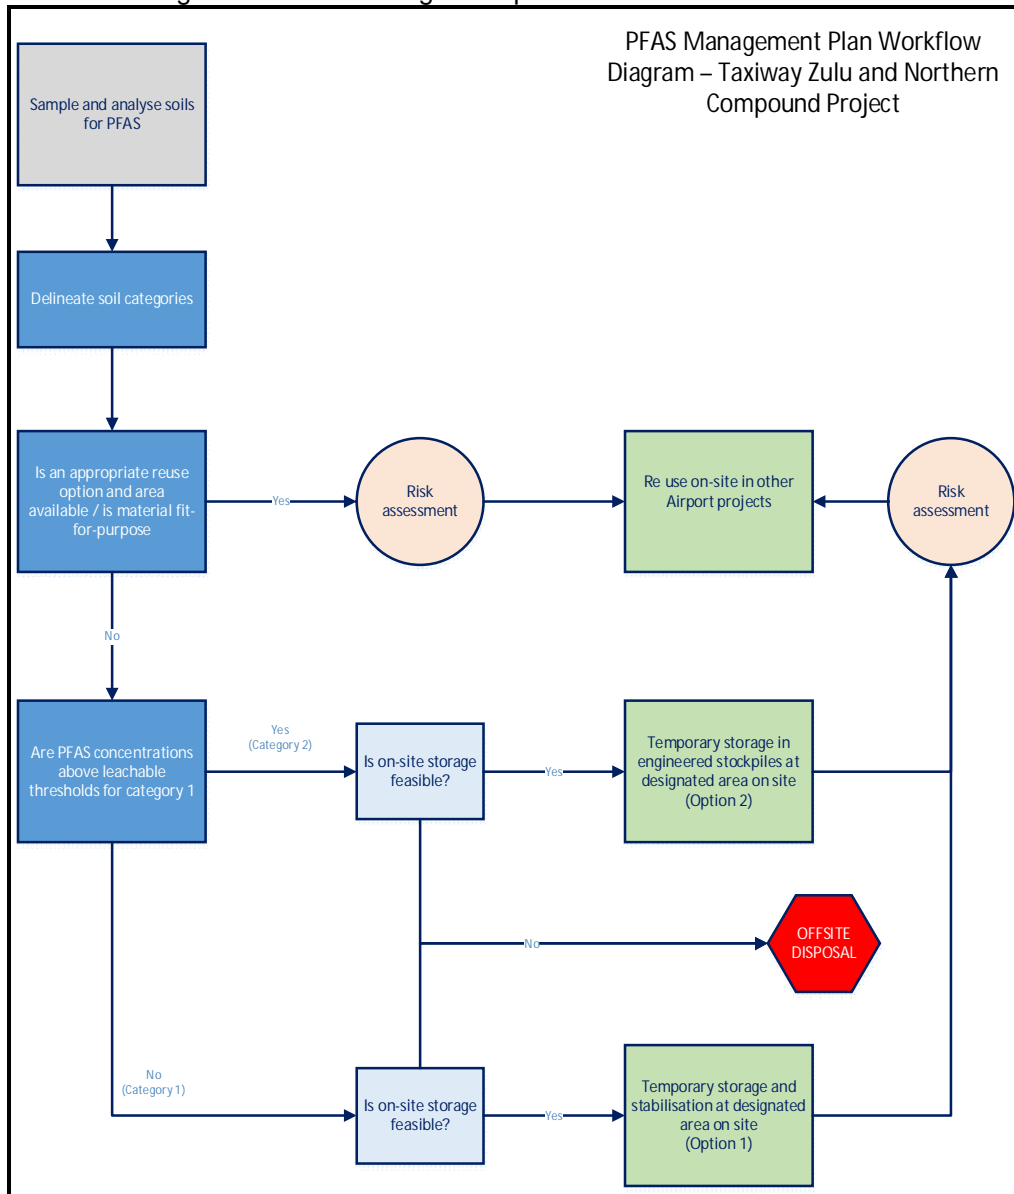 PFAS Management Plan Workflow
Diagram – Taxiway Zulu and Northern
Compound Project
Sample and analyse soils
for PFAS
Delineate soil categories
Is an appropriate reuse
option and area
available / is material fit-
for-purpose
Yes
Risk
assessment
Re use on-site in other
Airport projects
Risk
assessment
No
Are PFAS concentrations
above leachable
thresholds for category 1
Yes
(Category 2)
Is on-site storage
feasible?
Yes
Temporary storage in
engineered stockpiles at
designated area on site
(Option 2)
No
OFFSITE
DISPOSAL
No
(Category 1)
Is on-site storage
feasible?
Yes
Temporary storage and
stabilisation at designated
area on site
(Option 1)